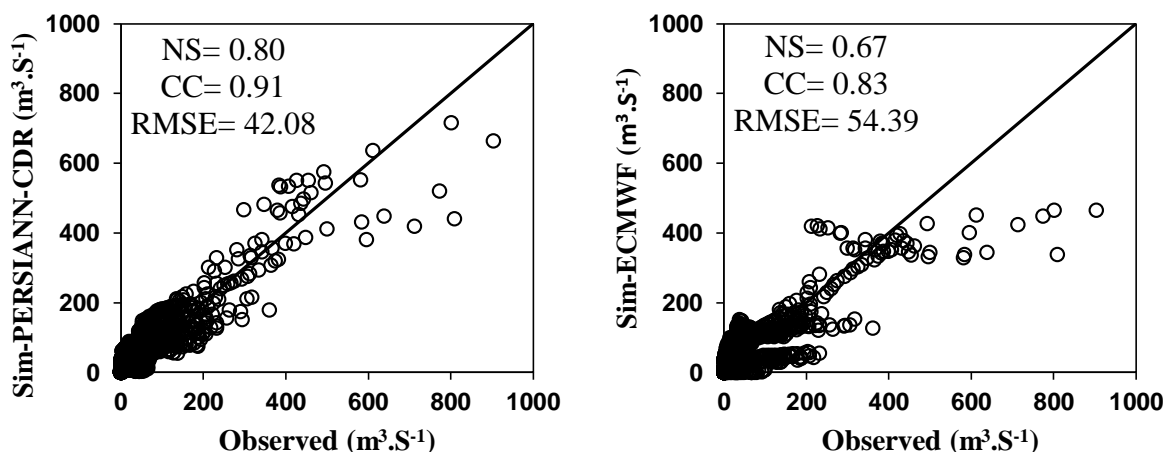 Sim-PERSIANN-CDR (m³.S⁻¹)
1000
800
600
400
200
0
NS= 0.80
CC= 0.91
RMSE= 42.08
0 200 400 600 800 1000
Observed (m³.S⁻¹)
Sim-ECMWF (m³.S⁻¹)
1000
800
600
400
200
0
NS= 0.67
CC= 0.83
RMSE= 54.39
0 200 400 600 800 1000
Observed (m³.S⁻¹)